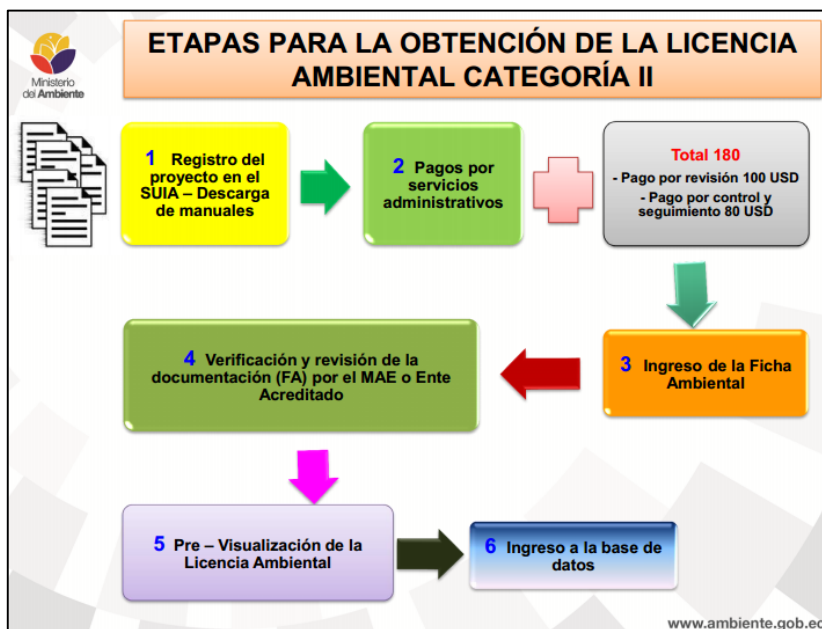 ETAPAS PARA LA OBTENCIÓN DE LA LICENCIA
AMBIENTAL CATEGORÍA II
Ministerio
del Ambiente
1 Registro del
proyecto en el
SUIA – Descarga
de manuales
2 Pagos por
servicios
administrativos
Total 180
- Pago por revisión 100 USD
- Pago por control y
seguimiento 80 USD
3 Ingreso de la Ficha
Ambiental
4 Verificación y revisión de la
documentación (FA) por el MAE o Ente
Acreditado
5 Pre – Visualización de la
Licencia Ambiental
6 Ingreso a la base de
datos
www.ambiente.gob.ec